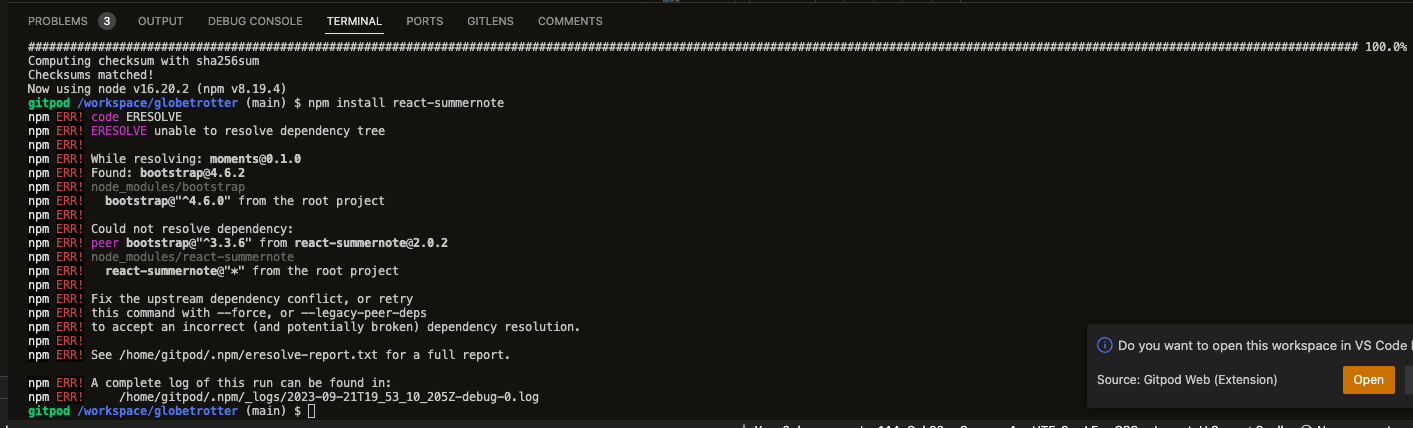 PROBLEMS 3 OUTPUT DEBUG CONSOLE TERMINAL PORTS GITLENS COMMENTS
################################################################################################################################################################################################ 100.0%
Computing checksum with sha256sum
Checksums matched!
Now using node v16.20.2 (npm v8.19.4)
gitpod /workspace/globetrotter (main) $ npm install react-summernote
npm ERR! code ERESOLVE
npm ERR! ERESOLVE unable to resolve dependency tree
npm ERR!
npm ERR! While resolving: moments@0.1.0
npm ERR! Found: bootstrap@4.6.2
npm ERR! node_modules/bootstrap
npm ERR!   bootstrap@"^4.6.0" from the root project
npm ERR!
npm ERR! Could not resolve dependency:
npm ERR! peer bootstrap@"^3.3.6" from react-summernote@2.0.2
npm ERR! node_modules/react-summernote
npm ERR!   react-summernote@"*" from the root project
npm ERR!
npm ERR! Fix the upstream dependency conflict, or retry
npm ERR! this command with --force, or --legacy-peer-deps
npm ERR! to accept an incorrect (and potentially broken) dependency resolution.
npm ERR!
npm ERR! See /home/gitpod/.npm/eresolve-report.txt for a full report.
npm ERR! A complete log of this run can be found in:
npm ERR!     /home/gitpod/.npm/_logs/2023-09-21T19_53_10_205Z-debug-0.log
gitpod /workspace/globetrotter (main) $
Do you want to open this workspace in VS Code
Source: Gitpod Web (Extension)
Open